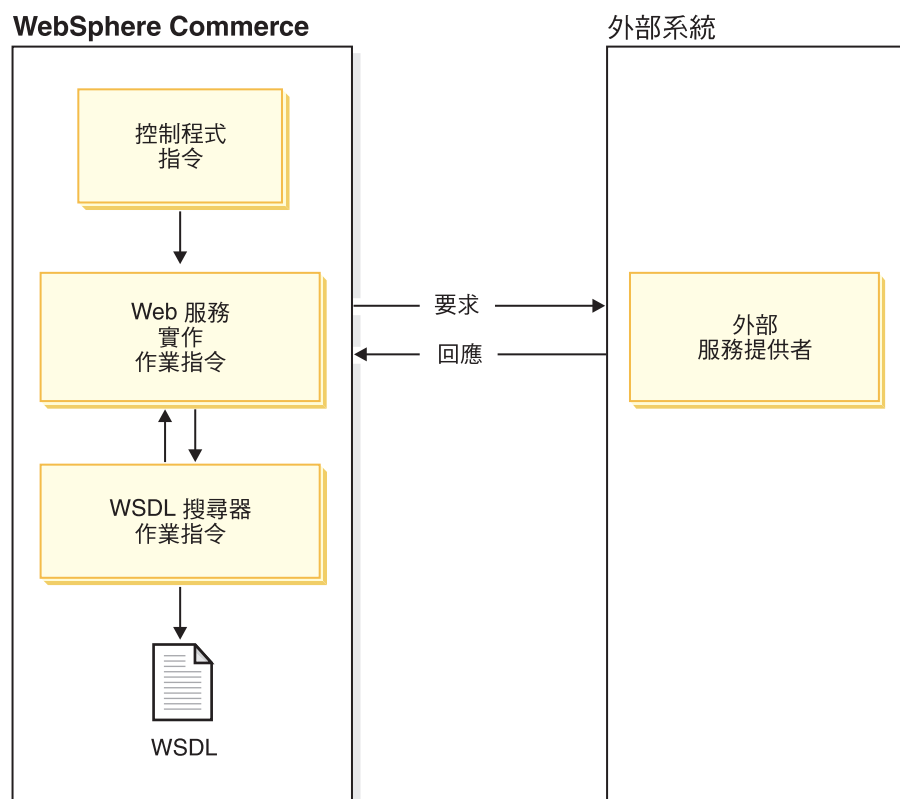 WebSphere Commerce
外部系統
控制程式
指令
Web 服務
實作
作業指令
要求
回應
外部
服務提供者
WSDL 搜尋器
作業指令
WSDL